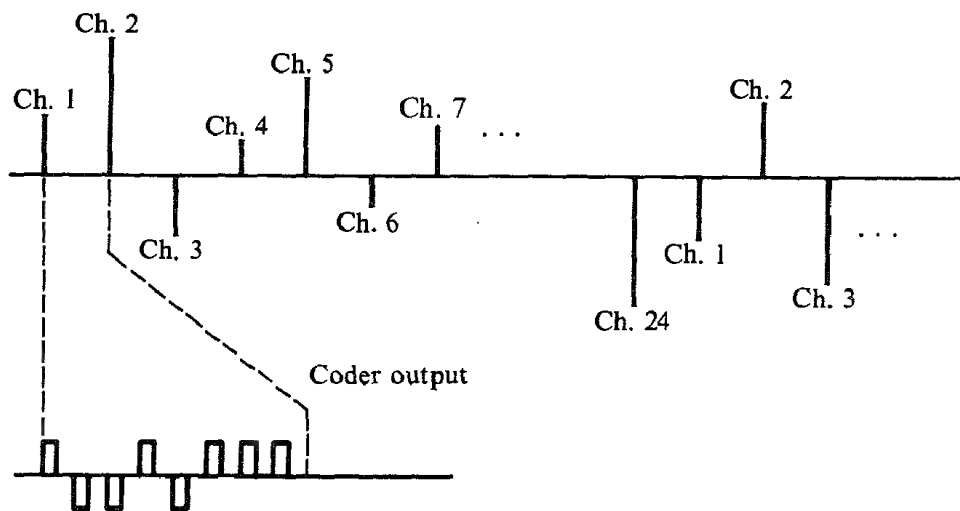 Ch. 1
Ch. 2
Ch. 3
Ch. 4
Ch. 5
Ch. 6
Ch. 7
. . .
Ch. 24
Ch. 1
Ch. 2
Ch. 3
. . .
Coder output